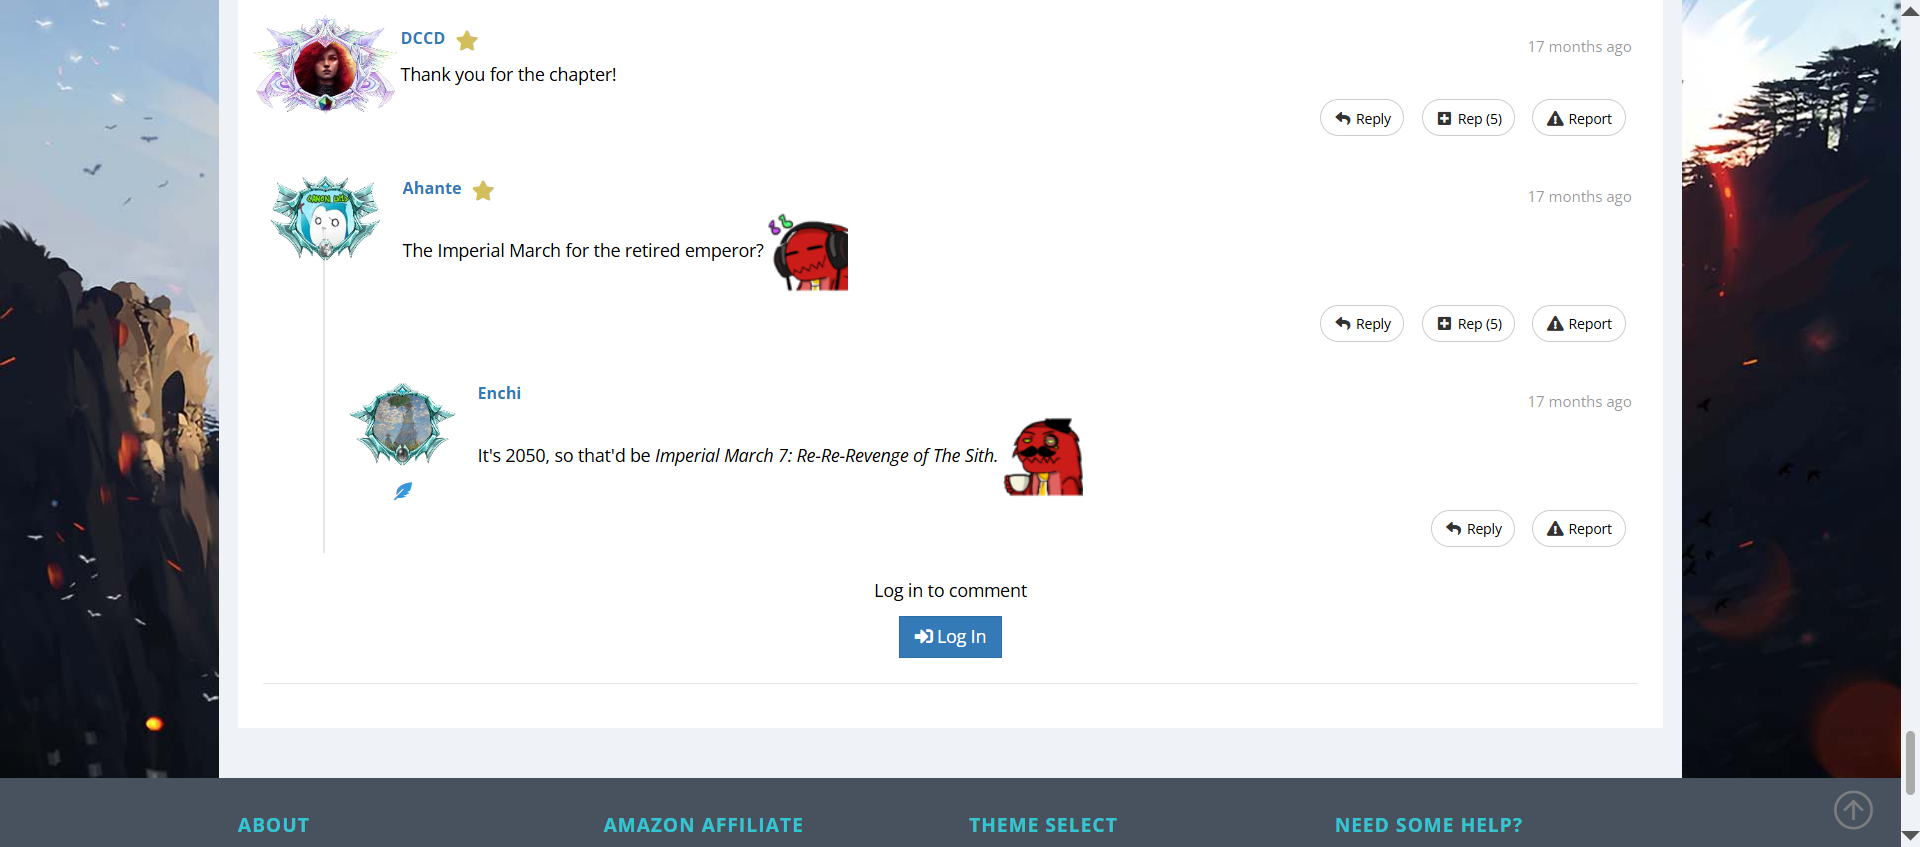 DCCD
17 months ago
Thank you for the chapter!
Reply Rep (5) Report
Ahante
17 months ago
CANON W13
The Imperial March for the retired emperor?
Reply Rep (5) Report
Enchi
17 months ago
It's 2050, so that'd be Imperial March 7: Re-Re-Revenge of The Sith.
Reply Report
Log in to comment
Log In
ABOUT AMAZON AFFILIATE THEME SELECT NEED SOME HELP?